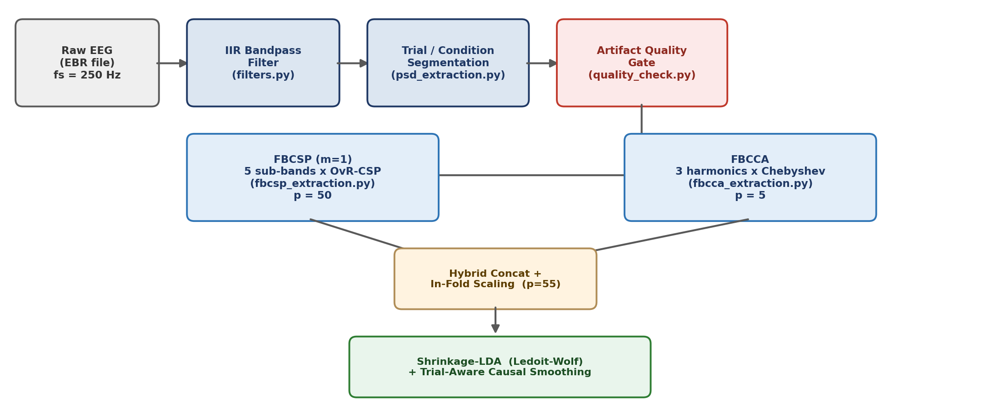 Raw EEG
(EBR file)
fs = 250 Hz
IIR Bandpass
Filter
(filters.py)
Trial / Condition
Segmentation
(psd_extraction.py)
Artifact Quality
Gate
(quality_check.py)
FBCSP (m=1)
5 sub-bands x OvR-CSP
(fbcsp_extraction.py)
p = 50
FBCCA
3 harmonics x Chebyshev
(fbcca_extraction.py)
p = 5
Hybrid Concat +
In-Fold Scaling  (p=55)
Shrinkage-LDA  (Ledoit-Wolf)
+ Trial-Aware Causal Smoothing